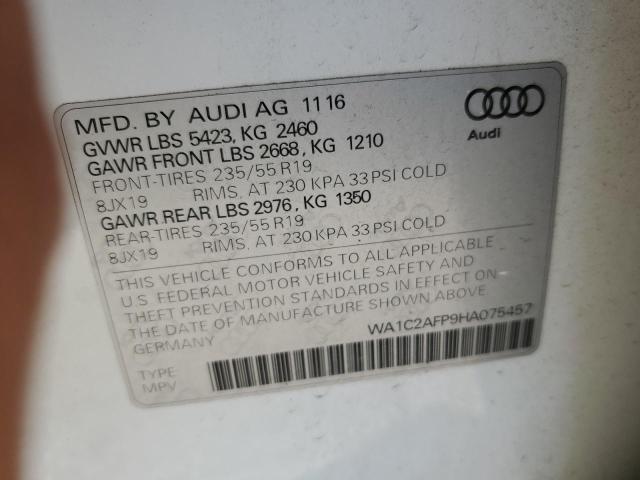 MFD. BY AUDI AG 11 16
GVWR LBS 5423, KG 2460
GAWR FRONT LBS 2668, KG 1210
FRONT-TIRES 235/55 R19
8JX19 RIMS, AT 230 KPA 33 PSI COLD
GAWR REAR LBS 2976, KG 1350
REAR-TIRES 235/55 R19
8JX19 RIMS, AT 230 KPA 33 PSI COLD
Audi
THIS VEHICLE CONFORMS TO ALL APPLICABLE
U.S. FEDERAL MOTOR VEHICLE SAFETY AND
THEFT PREVENTION STANDARDS IN EFFECT ON
THE DATE OF MANUFACTURE SHOWN ABOVE.
GERMANY
WA1C2AFP9HA075457
TYPE
MPV